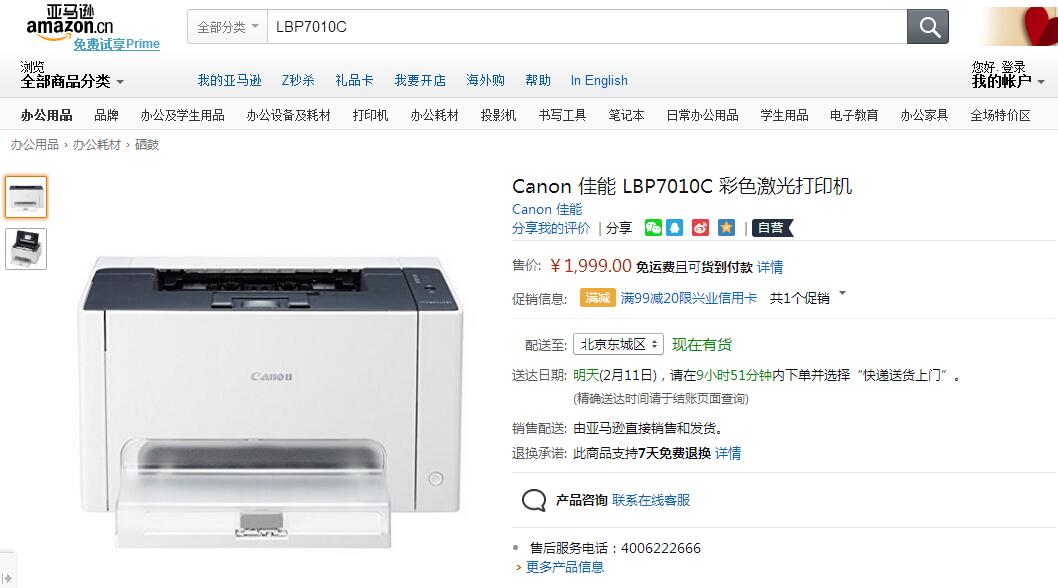 亚马逊
amazon.cn
免费试享Prime
全部分类
LBP7010C
浏览
全部商品分类
我的亚马逊 Z秒杀 礼品卡 我要开店 海外购 帮助 In English
您好, 登录
我的帐户
办公用品 品牌 办公及学生用品 办公设备及耗材 打印机 办公耗材 投影机 书写工具 笔记本 日常办公用品 学生用品 电子教育 办公家具 全场特价区
办公用品 › 办公耗材 › 硒鼓
Canon 佳能 LBP7010C 彩色激光打印机
Canon 佳能
分享我的评价 | 分享 | 自营
售价: ￥1,999.00 免运费且可货到付款 详情
促销信息: 满减 满99减20限兴业信用卡 共1个促销
配送至: 北京东城区 现在有货
送达日期: 明天(2月11日)，请在9小时51分钟内下单并选择“快递送货上门”。
(精确送达时间请于结账页面查询)
销售配送: 由亚马逊直接销售和发货。
退换承诺: 此商品支持7天免费退换 详情
产品咨询 联系在线客服
售后服务电话：4006222666
› 更多产品信息
Canon